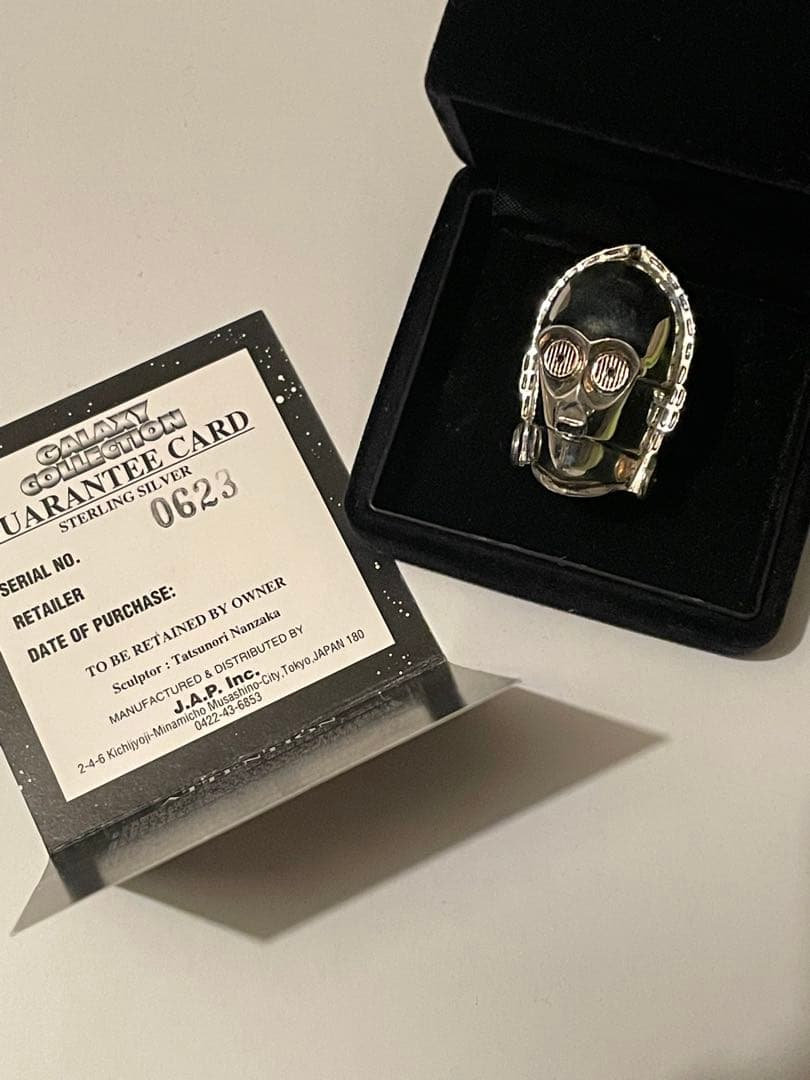 GALAXY
COLLECTION
UARANTEE CARD
STERLING SILVER
0623
SERIAL NO.
RETAILER
DATE OF PURCHASE:
TO BE RETAINED BY OWNER
Sculptor : Tatsunori Nanzaka
MANUFACTURED & DISTRIBUTED BY
J.A.P. Inc.
2-4-6 Kichijyoji-Minamicho Musashino-City,Tokyo,JAPAN 180
0422-43-6853